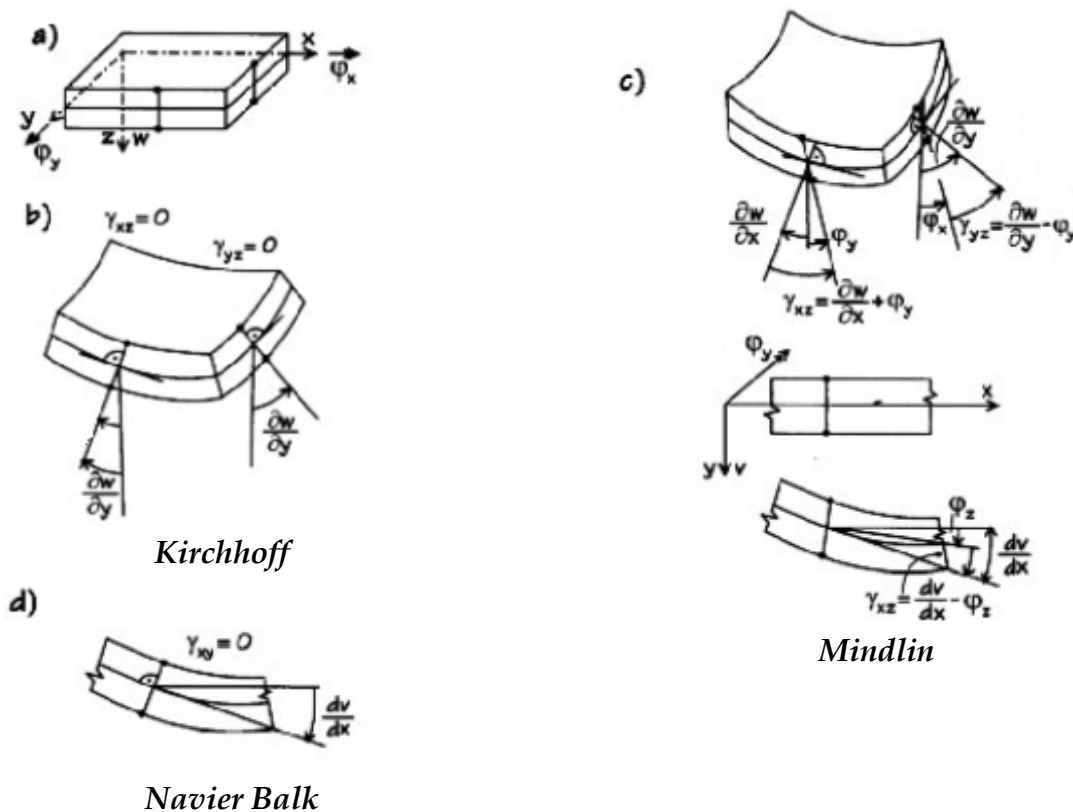 a)
x
φx
y
φy
z
w
b)
γxz = 0
γyz = 0
∂w/∂y
∂w/∂y
Kirchhoff
d)
γxy = 0
dv/dx
Navier Balk
c)
∂w/∂y
∂w/∂x
φy
φx
γyz = ∂w/∂y - φy
γxz = ∂w/∂x + φy
φy
x
y
v
φz
dv/dx
γxz = dv/dx - φz
Mindlin